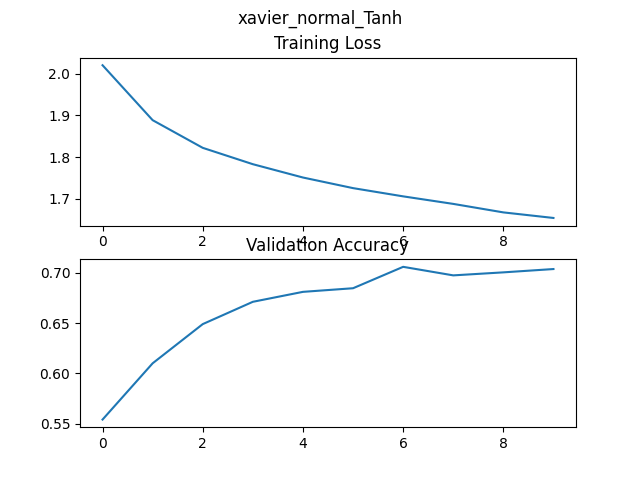 xavier_normal_Tanh
Training Loss
2.0
1.9
1.8
1.7
0 2 4 6 8
Validation Accuracy
0.70
0.65
0.60
0.55
0 2 4 6 8